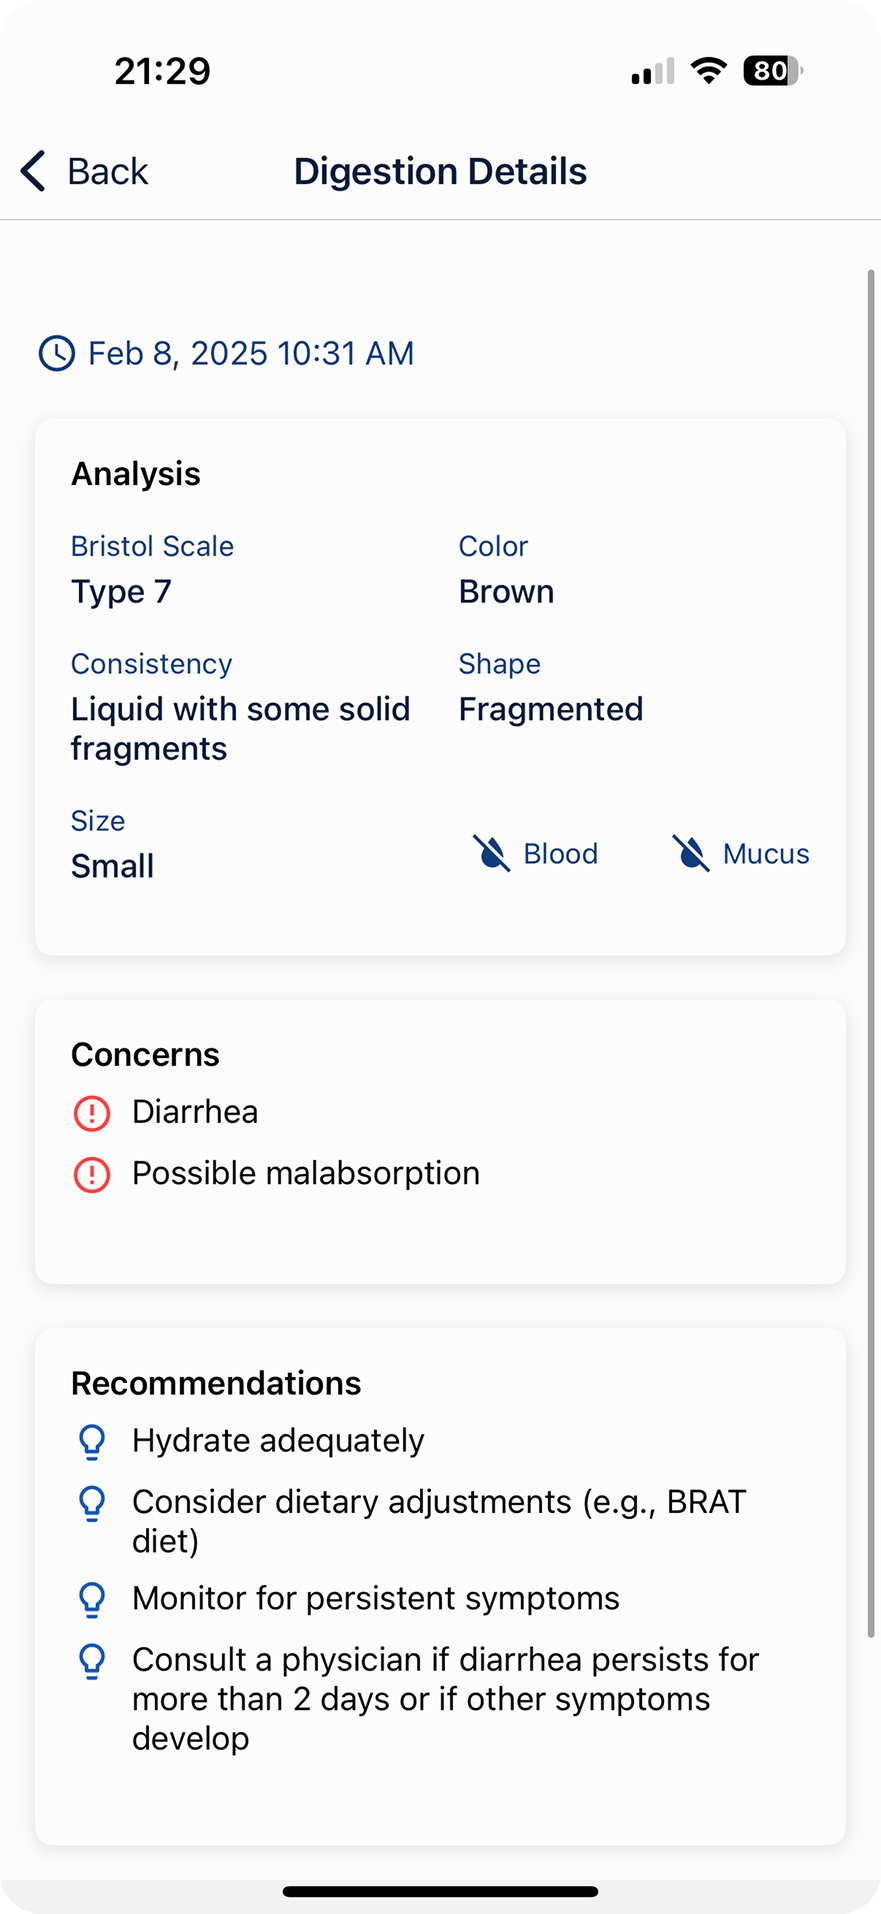 21:29
80
Back
Digestion Details
Feb 8, 2025 10:31 AM
Analysis
Bristol Scale
Type 7
Color
Brown
Consistency
Liquid with some solid
fragments
Shape
Fragmented
Size
Small
Blood
Mucus
Concerns
Diarrhea
Possible malabsorption
Recommendations
Hydrate adequately
Consider dietary adjustments (e.g., BRAT
diet)
Monitor for persistent symptoms
Consult a physician if diarrhea persists for
more than 2 days or if other symptoms
develop